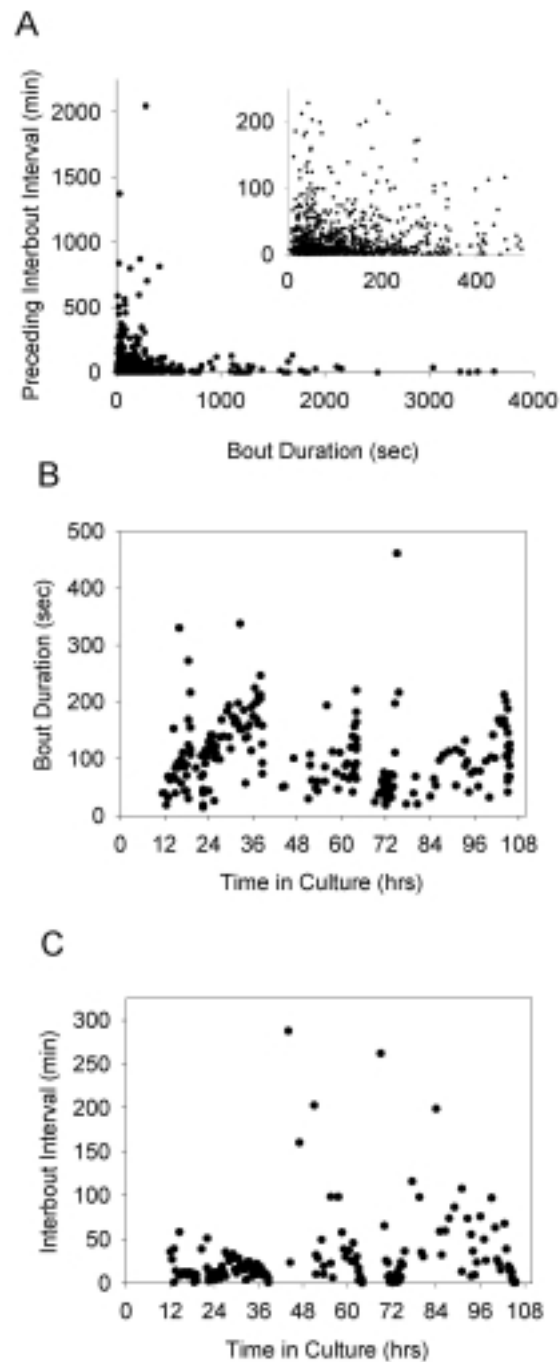 A
Preceding Interbout Interval (min)
2000
1500
1000
500
0
0 1000 2000 3000 4000
Bout Duration (sec)
200
100
0
0 200 400
B
Bout Duration (sec)
500
400
300
200
100
0
0 12 24 36 48 60 72 84 96 108
Time in Culture (hrs)
C
Interbout Interval (min)
300
250
200
150
100
50
0
0 12 24 36 48 60 72 84 96 108
Time in Culture (hrs)